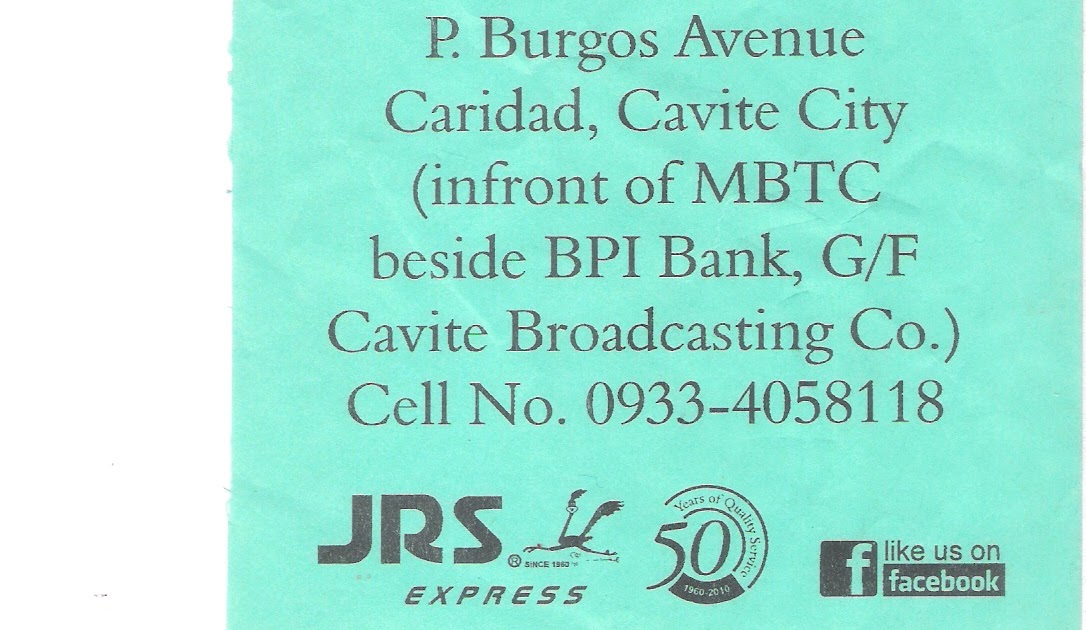 P. Burgos Avenue
Caridad, Cavite City
(infront of MBTC
beside BPI Bank, G/F
Cavite Broadcasting Co.)
Cell No. 0933-4058118
JRS
® SINCE 1960
EXPRESS
Years of Quality Service
50
1960-2010
f like us on
facebook